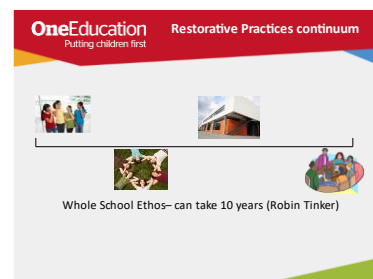 OneEducation
Putting children first
Restorative Practices continuum
Whole School Ethos– can take 10 years (Robin Tinker)